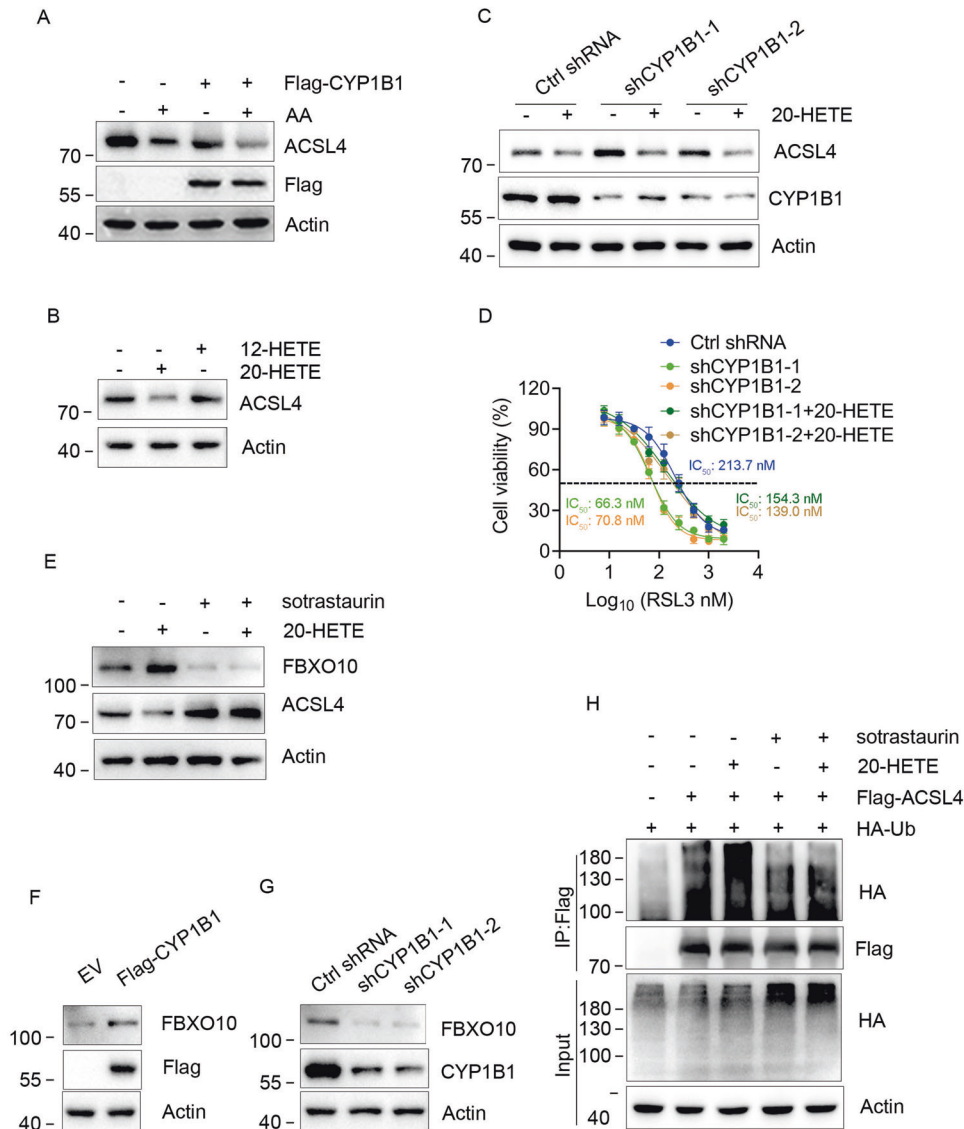 A
- - + + Flag-CYP1B1
- + - + AA
ACSL4
70 -
Flag
55 -
Actin
40 -
B
- - + 12-HETE
- + - 20-HETE
ACSL4
70 -
Actin
40 -
C
Ctrl shRNA shCYP1B1-1 shCYP1B1-2
- + - + - + 20-HETE
ACSL4
70 -
CYP1B1
55 -
Actin
40 -
D
Ctrl shRNA
shCYP1B1-1
shCYP1B1-2
shCYP1B1-1+20-HETE
shCYP1B1-2+20-HETE
Cell viability (%)
120
90
60
30
0
IC50: 213.7 nM
IC50: 66.3 nM
IC50: 70.8 nM
IC50: 154.3 nM
IC50: 139.0 nM
0 1 2 3 4
Log10 (RSL3 nM)
E
- - + + sotrastaurin
- + - + 20-HETE
FBXO10
100 -
ACSL4
70 -
Actin
40 -
F
EV Flag-CYP1B1
FBXO10
100 -
Flag
55 -
Actin
40 -
G
Ctrl shRNA shCYP1B1-1 shCYP1B1-2
FBXO10
100 -
CYP1B1
55 -
Actin
40 -
H
- - - + + sotrastaurin
- - + - + 20-HETE
- + + + + Flag-ACSL4
+ + + + + HA-Ub
IP:Flag
180 -
130 -
HA
100 -
Flag
70 -
Input
180 -
HA
130 -
100 -
Actin
40 -